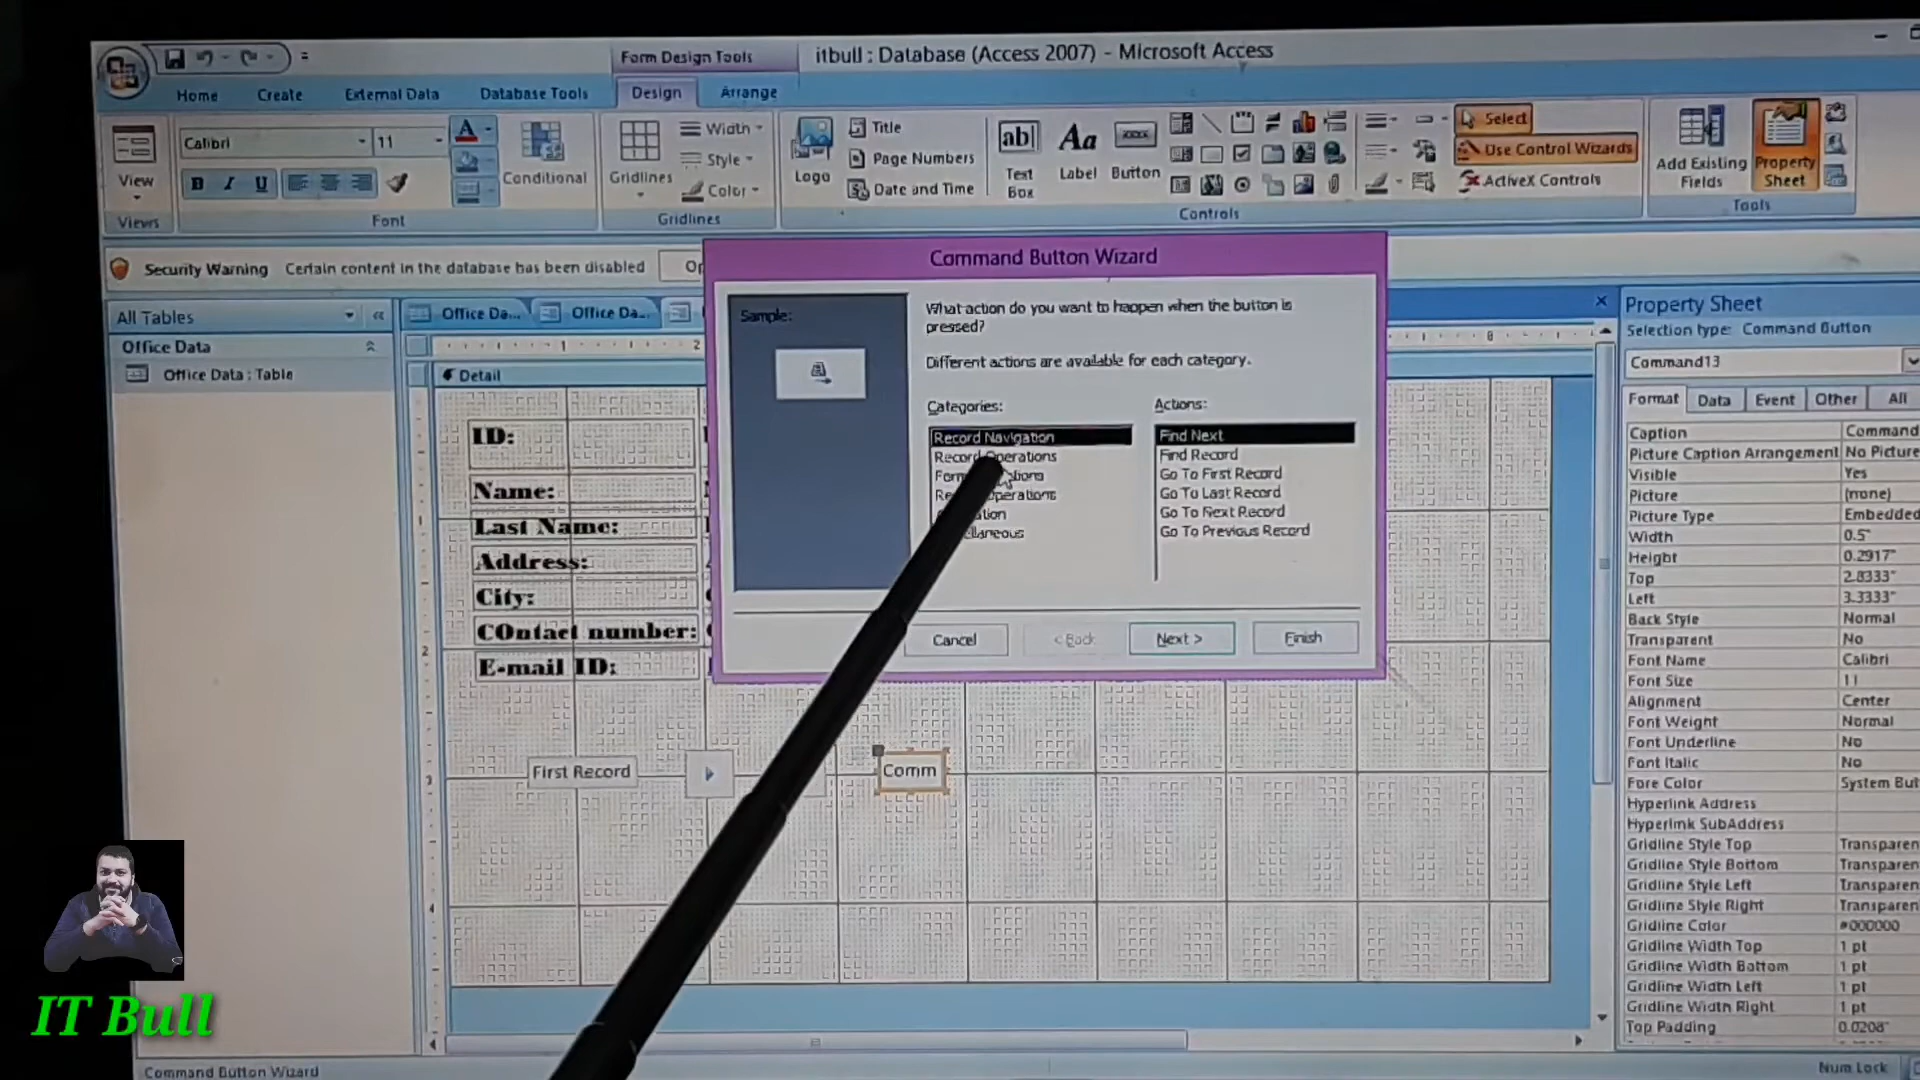 Form Design Tools
itbull : Database (Access 2007) - Microsoft Access
Home
Create
External Data
Database Tools
Design
Arrange
View
Views
Calibri
11
B I U
Conditional
Font
Gridlines
Width
Style
Color
Gridlines
Logo
Title
Page Numbers
Date and Time
ab|
Text Box
Aa
Label
xxxx
Button
Controls
Select
Use Control Wizards
ActiveX Controls
Add Existing Fields
Property Sheet
Tools
Security Warning
Certain content in the database has been disabled
All Tables
Office Data
Office Data : Table
Office Da...
Office Da...
Detail
ID:
Name:
Last Name:
Address:
City:
COntact number:
E-mail ID:
First Record
Comm
Command Button Wizard
Sample:
What action do you want to happen when the button is pressed?
Different actions are available for each category.
Categories:
Record Navigation
Record Operations
Actions:
Find Next
Find Record
Go To First Record
Go To Last Record
Go To Next Record
Go To Previous Record
Cancel
< Back
Next >
Finish
Property Sheet
Selection type: Command Button
Command13
Format
Data
Event
Other
All
Caption Command
Picture Caption Arrangement No Picture
Visible Yes
Picture (none)
Picture Type Embedded
Width 0.5"
Height 0.2917"
Top 2.8333"
Left 3.3333"
Back Style Normal
Transparent No
Font Name Calibri
Font Size 11
Alignment Center
Font Weight Normal
Font Underline No
Font Italic No
Fore Color System But
Hyperlink Address
Hyperlink SubAddress
Gridline Style Top Transparen
Gridline Style Bottom Transparen
Gridline Style Left Transparen
Gridline Style Right Transparen
Gridline Color #000000
Gridline Width Top 1 pt
Gridline Width Bottom 1 pt
Gridline Width Left 1 pt
Gridline Width Right 1 pt
Top Padding 0.0208"
IT Bull
Command Button Wizard
Num Lock